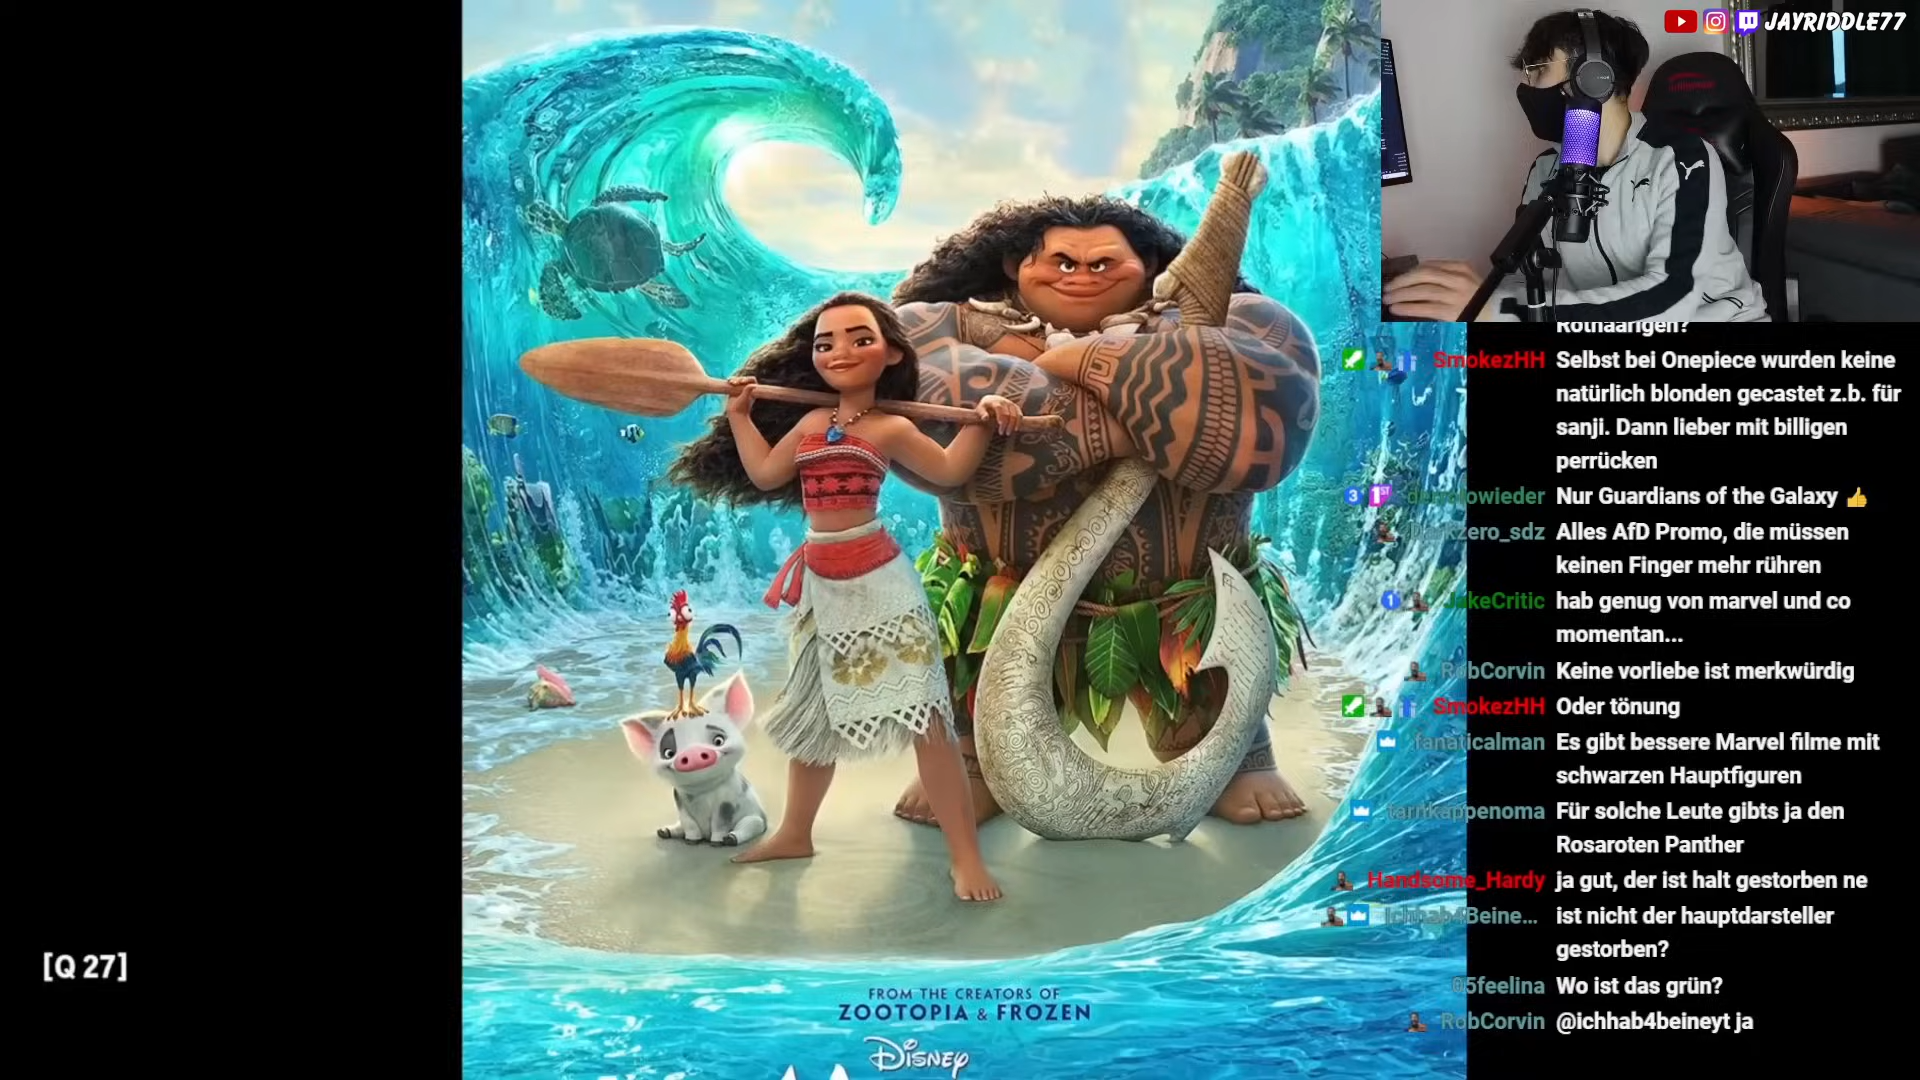 JAYRIDDLE77
Rothaarigen?
SmokezHH Selbst bei Onepiece wurden keine
natürlich blonden gecastet z.b. für
sanji. Dann lieber mit billigen
perrücken
Nur Guardians of the Galaxy 👍
Darkzero_sdz Alles AfD Promo, die müssen
keinen Finger mehr rühren
JakeCritic hab genug von marvel und co
momentan...
RobCorvin Keine vorliebe ist merkwürdig
SmokezHH Oder tönung
fanaticalman Es gibt bessere Marvel filme mit
schwarzen Hauptfiguren
tarnkappenoma Für solche Leute gibts ja den
Rosaroten Panther
Handsome_Hardy ja gut, der ist halt gestorben ne
ichhab4Beine... ist nicht der hauptdarsteller
gestorben?
05feelina Wo ist das grün?
RobCorvin @ichhab4beineyt ja
[Q 27]
FROM THE CREATORS OF
ZOOTOPIA & FROZEN
DISNEY